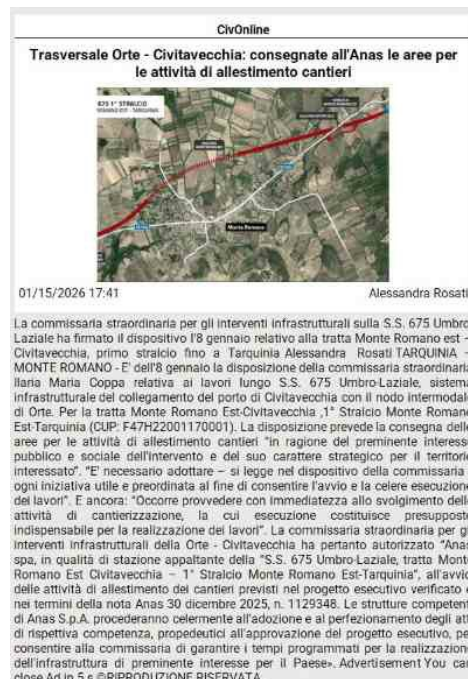 CivOnline
Trasversale Orte - Civitavecchia: consegnate all'Anas le aree per
le attività di allestimento cantieri
675 1° STRALCIO
Monte Romano
01/15/2026 17:41
Alessandra Rosati
La commissaria straordinaria per gli interventi infrastrutturali sulla S.S. 675 Umbro
Laziale ha firmato il dispositivo l'8 gennaio relativo alla tratta Monte Romano est -
Civitavecchia, primo stralcio fino a Tarquinia Alessandra Rosati TARQUINIA -
MONTE ROMANO - E' dell'8 gennaio la disposizione della commissaria straordinaria
Ilaria Maria Coppa relativa ai lavori lungo S.S. 675 Umbro-Laziale, sistema
infrastrutturale del collegamento del porto di Civitavecchia con il nodo intermodale
di Orte. Per la tratta Monte Romano Est-Civitavecchia ,1° Stralcio Monte Romano
Est-Tarquinia (CUP: F47H22001170001). La disposizione prevede la consegna delle
aree per le attività di allestimento cantieri "in ragione del preminente interesse
pubblico e sociale dell'intervento e del suo carattere strategico per il territorio
interessato". "E' necessario adottare – si legge nel dispositivo della commissaria -
ogni iniziativa utile e preordinata al fine di consentire l'avvio e la celere esecuzione
dei lavori". E ancora: "Occorre provvedere con immediatezza allo svolgimento delle
attività di cantierizzazione, la cui esecuzione costituisce presupposto
indispensabile per la realizzazione dei lavori". La commissaria straordinaria per gli
interventi infrastrutturali della Orte - Civitavecchia ha pertanto autorizzato "Anas
spa, in qualità di stazione appaltante della "S.S. 675 Umbro-Laziale, tratta Monte
Romano Est Civitavecchia – 1° Stralcio Monte Romano Est-Tarquinia", all'avvio
delle attività di allestimento dei cantieri previsti nel progetto esecutivo verificato e
nei termini della nota Anas 30 dicembre 2025, n. 1129348. Le strutture competenti
di Anas S.p.A. procederanno celermente all'adozione e al perfezionamento degli atti
di rispettiva competenza, propedeutici all'approvazione del progetto esecutivo, per
consentire alla commissaria di garantire i tempi programmati per la realizzazione
dell'infrastruttura di preminente interesse per il Paese». Advertisement You can
close Ad in 5 s ©RIPRODUZIONE RISERVATA